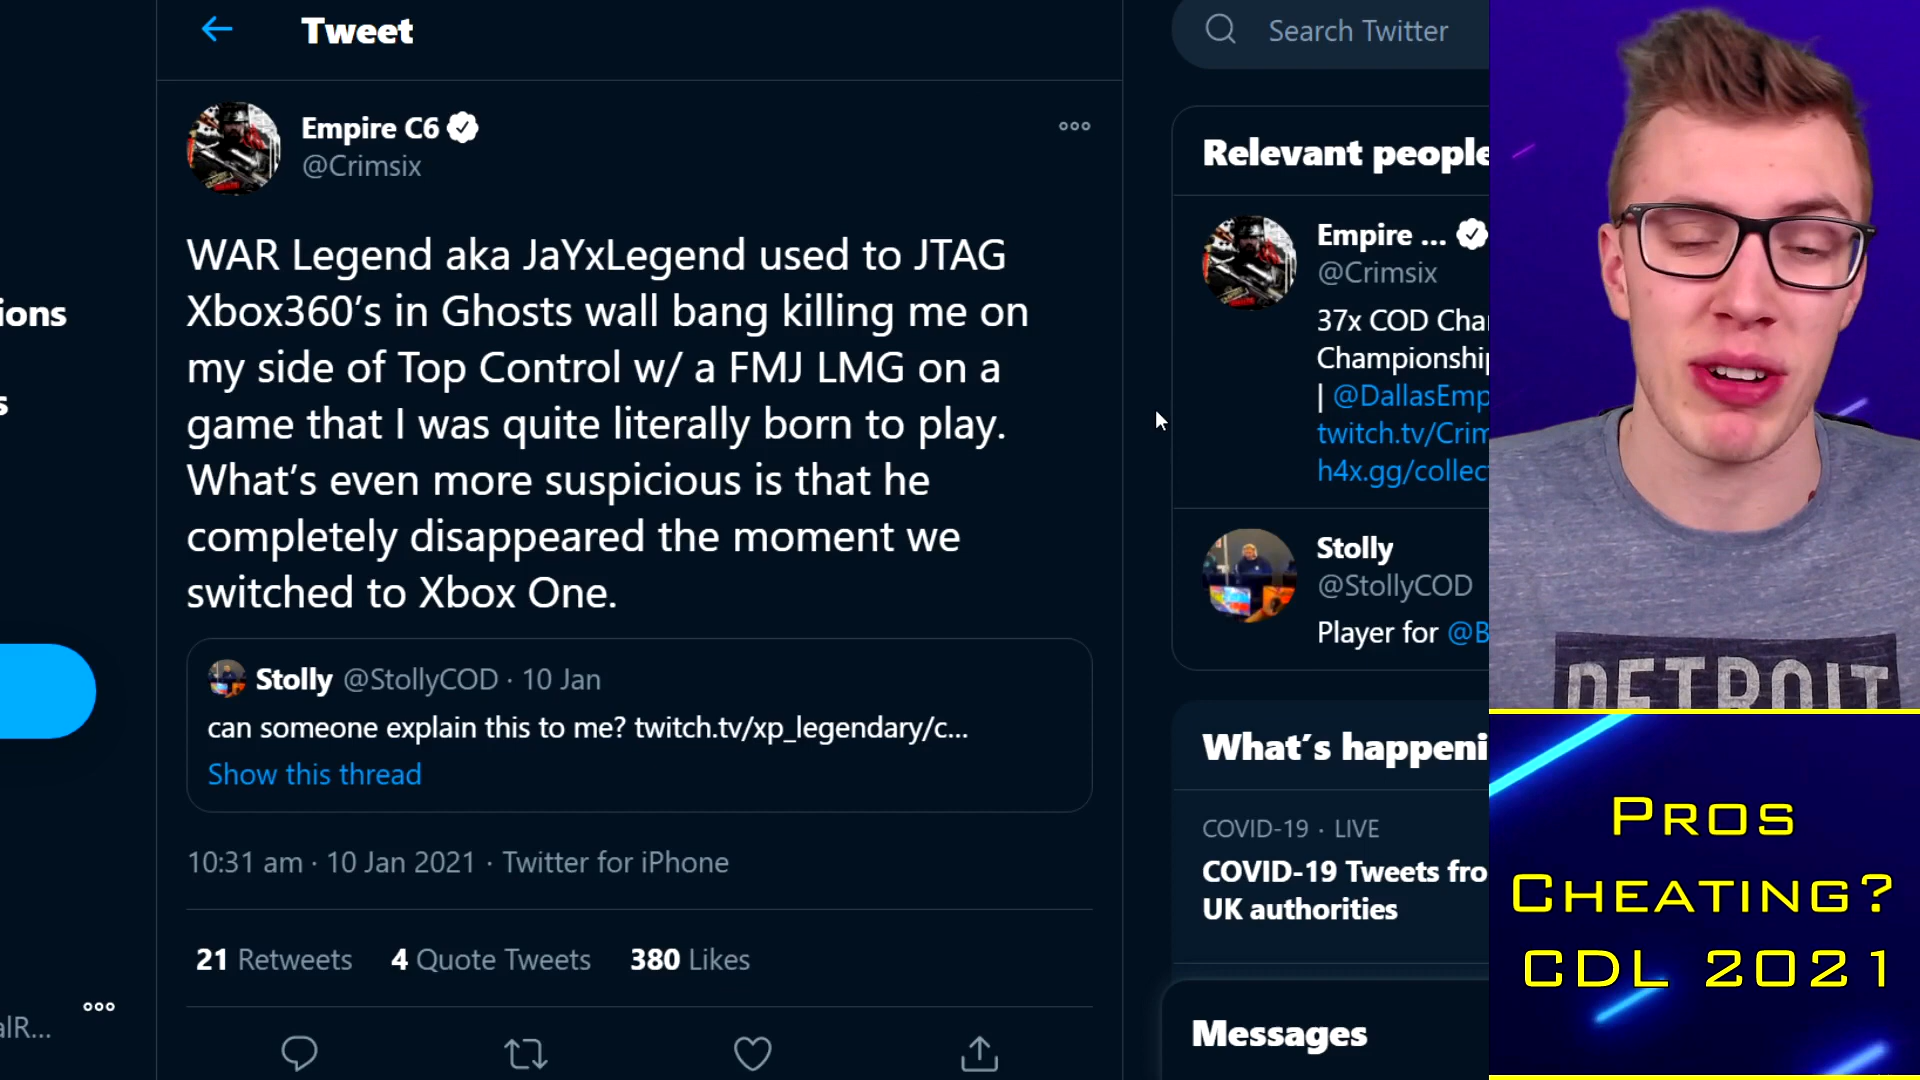 Tweet
Search Twitter
Empire C6
@Crimsix
WAR Legend aka JaYxLegend used to JTAG
Xbox360's in Ghosts wall bang killing me on
my side of Top Control w/ a FMJ LMG on a
game that I was quite literally born to play.
What's even more suspicious is that he
completely disappeared the moment we
switched to Xbox One.
Stolly @StollyCOD · 10 Jan
can someone explain this to me? twitch.tv/xp_legendary/c...
Show this thread
10:31 am · 10 Jan 2021 · Twitter for iPhone
21 Retweets 4 Quote Tweets 380 Likes
ions
s
alR...
Relevant people
Empire ...
@Crimsix
37x COD Cha
Championship
| @DallasEmp
twitch.tv/Crim
h4x.gg/collec
Stolly
@StollyCOD
Player for @B
What's happeni
COVID-19 · LIVE
COVID-19 Tweets fro
UK authorities
Messages
DETROIT
PROS
CHEATING?
CDL 2021